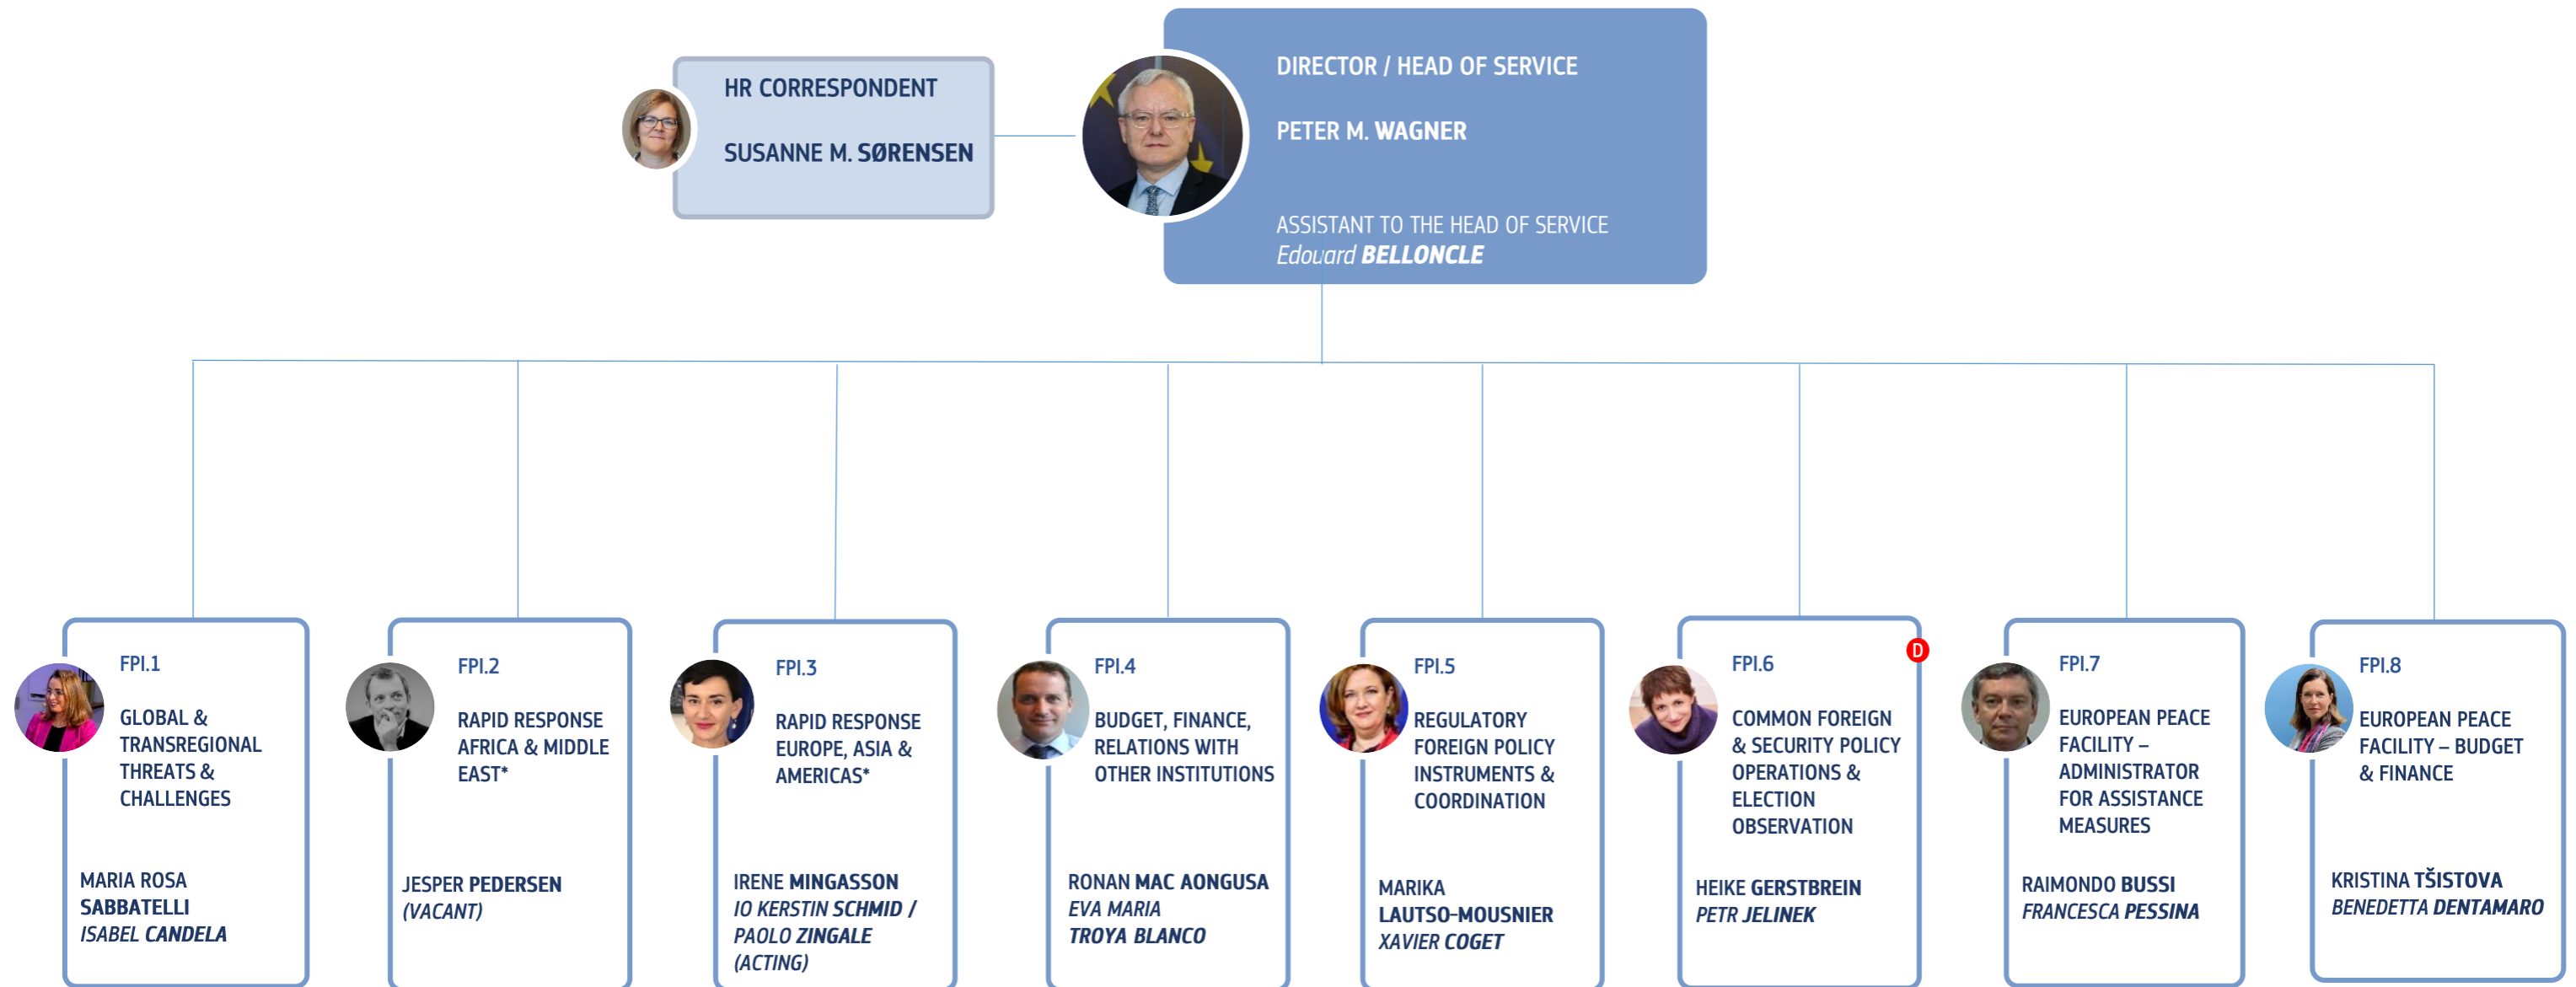 HR CORRESPONDENT
SUSANNE M. SØRENSEN
DIRECTOR / HEAD OF SERVICE
PETER M. WAGNER
ASSISTANT TO THE HEAD OF SERVICE
Edouard BELLONCLE
FPI.1
GLOBAL &
TRANSREGIONAL
THREATS &
CHALLENGES
MARIA ROSA
SABBATELLI
ISABEL CANDELA
FPI.2
RAPID RESPONSE
AFRICA & MIDDLE
EAST*
JESPER PEDERSEN
(VACANT)
FPI.3
RAPID RESPONSE
EUROPE, ASIA &
AMERICAS*
IRENE MINGASSON
IO KERSTIN SCHMID /
PAOLO ZINGALE
(ACTING)
FPI.4
BUDGET, FINANCE,
RELATIONS WITH
OTHER INSTITUTIONS
RONAN MAC AONGUSA
EVA MARIA
TROYA BLANCO
FPI.5
REGULATORY
FOREIGN POLICY
INSTRUMENTS &
COORDINATION
MARIKA
LAUTSO-MOUSNIER
XAVIER COGET
D
FPI.6
COMMON FOREIGN
& SECURITY POLICY
OPERATIONS &
ELECTION
OBSERVATION
HEIKE GERSTBREIN
PETR JELINEK
FPI.7
EUROPEAN PEACE
FACILITY –
ADMINISTRATOR
FOR ASSISTANCE
MEASURES
RAIMONDO BUSSI
FRANCESCA PESSINA
FPI.8
EUROPEAN PEACE
FACILITY – BUDGET
& FINANCE
KRISTINA TŠISTOVA
BENEDETTA DENTAMARO